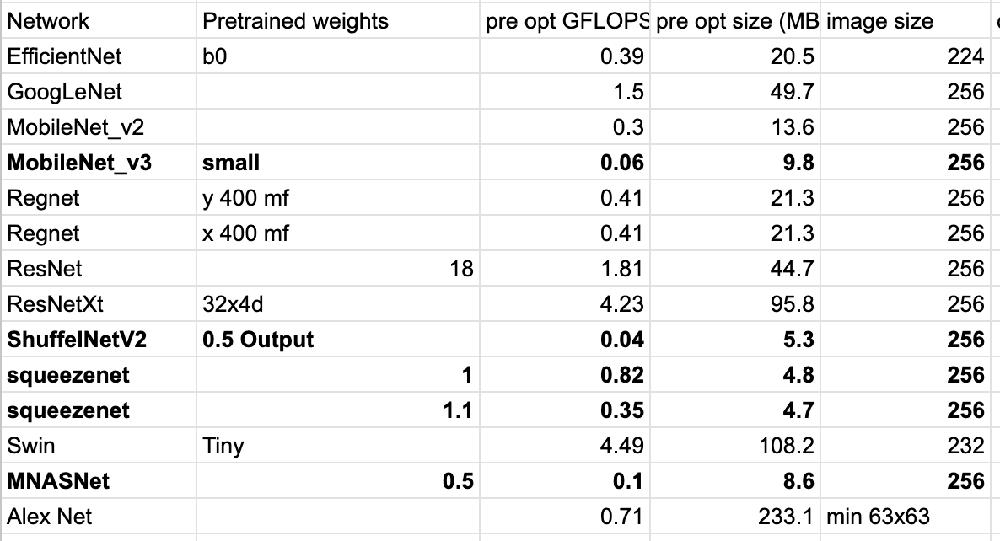 Network Pretrained weights pre opt GFLOPS pre opt size (MB image size
EfficientNet b0 0.39 20.5 224
GoogLeNet 1.5 49.7 256
MobileNet_v2 0.3 13.6 256
MobileNet_v3 small 0.06 9.8 256
Regnet y 400 mf 0.41 21.3 256
Regnet x 400 mf 0.41 21.3 256
ResNet 18 1.81 44.7 256
ResNetXt 32x4d 4.23 95.8 256
ShuffelNetV2 0.5 Output 0.04 5.3 256
squeezenet 1 0.82 4.8 256
squeezenet 1.1 0.35 4.7 256
Swin Tiny 4.49 108.2 232
MNASNet 0.5 0.1 8.6 256
Alex Net 0.71 233.1 min 63x63